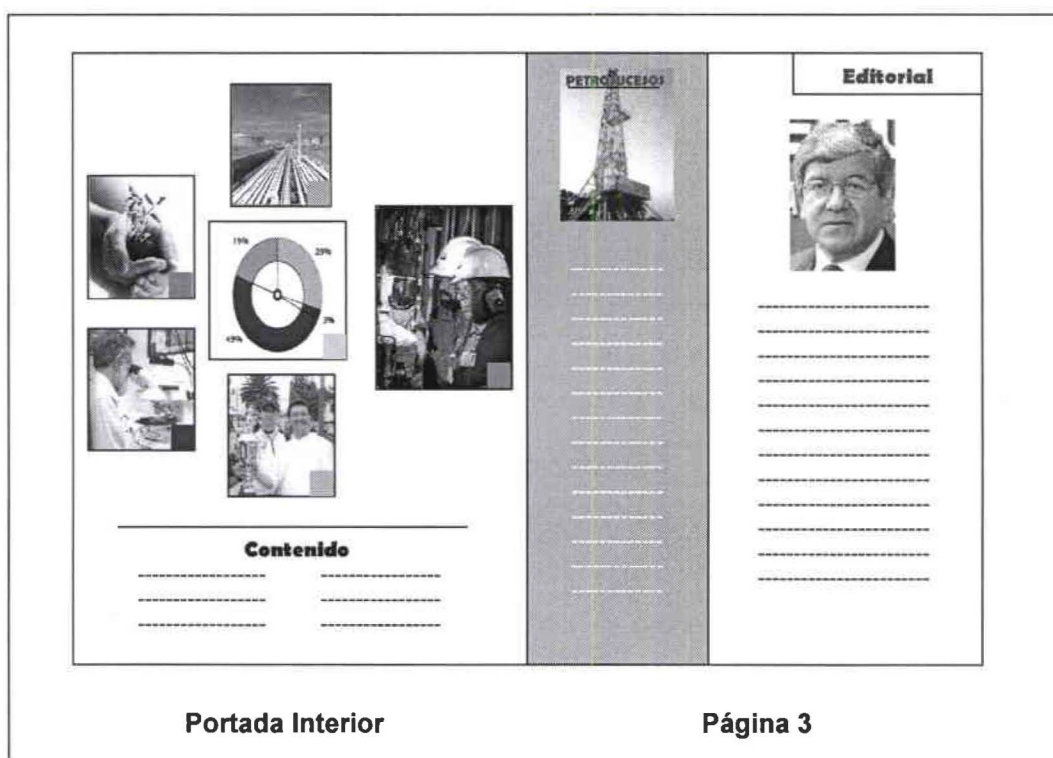 PETROSUCESOS
Editorial
19%
29%
3%
49%
Contenido
Portada Interior
Página 3